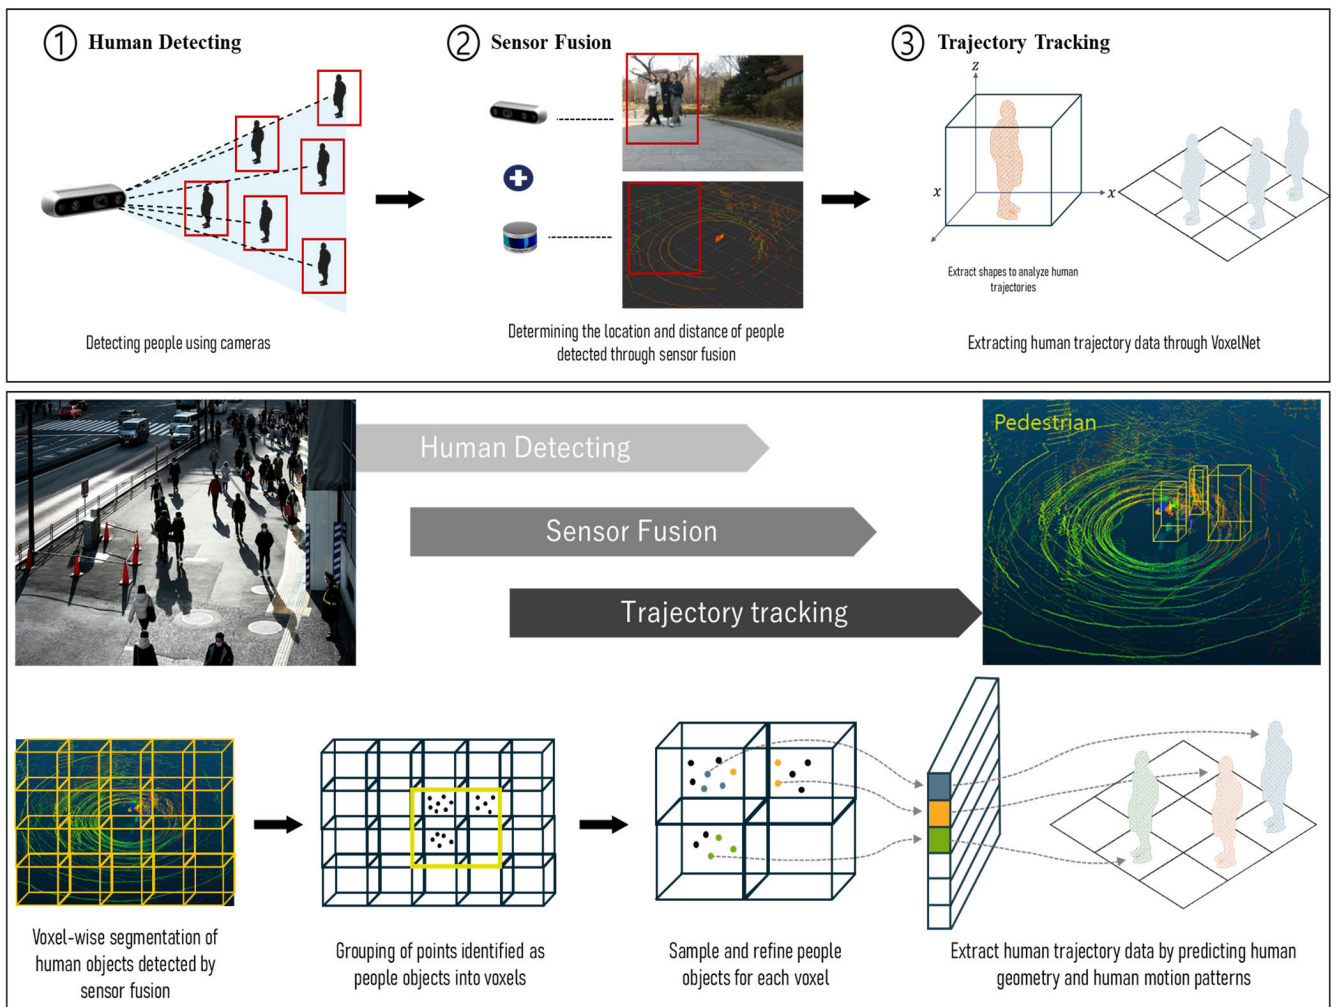 ① Human Detecting
② Sensor Fusion
③ Trajectory Tracking
z
x
x
Extract shapes to analyze human
trajectories
Detecting people using cameras
Determining the location and distance of people
detected through sensor fusion
Extracting human trajectory data through VoxelNet
Human Detecting
Sensor Fusion
Trajectory tracking
Pedestrian
Voxel-wise segmentation of
human objects detected by
sensor fusion
Grouping of points identified as
people objects into voxels
Sample and refine people
objects for each voxel
Extract human trajectory data by predicting human
geometry and human motion patterns